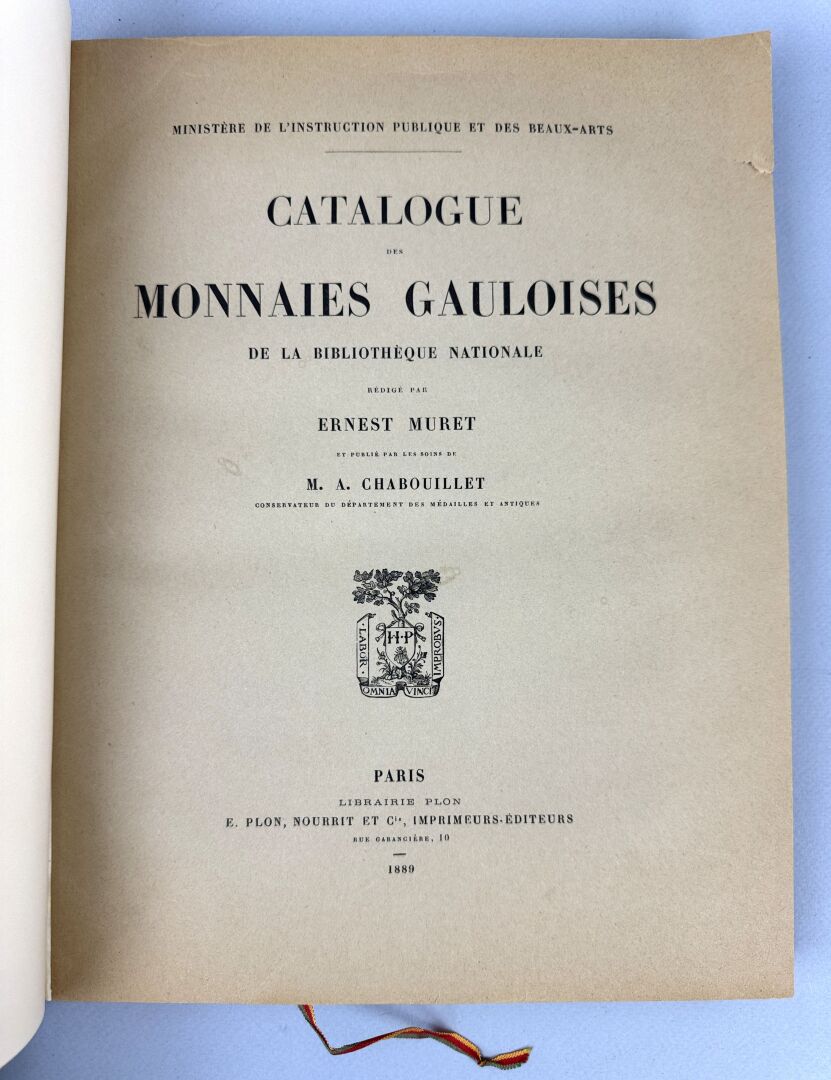 MINISTÈRE DE L'INSTRUCTION PUBLIQUE ET DES BEAUX-ARTS
CATALOGUE
DES
MONNAIES GAULOISES
DE LA BIBLIOTHÈQUE NATIONALE
RÉDIGÉ PAR
ERNEST MURET
ET PUBLIÉ PAR LES SOINS DE
M. A. CHABOUILLET
CONSERVATEUR DU DÉPARTEMENT DES MÉDAILLES ET ANTIQUES
H·P
·LABOR·
OMNIA VINCIT
IMPROBVS·
PARIS
LIBRAIRIE PLON
E. PLON, NOURRIT ET Cie, IMPRIMEURS-ÉDITEURS
RUE GARANCIÈRE, 10
1889